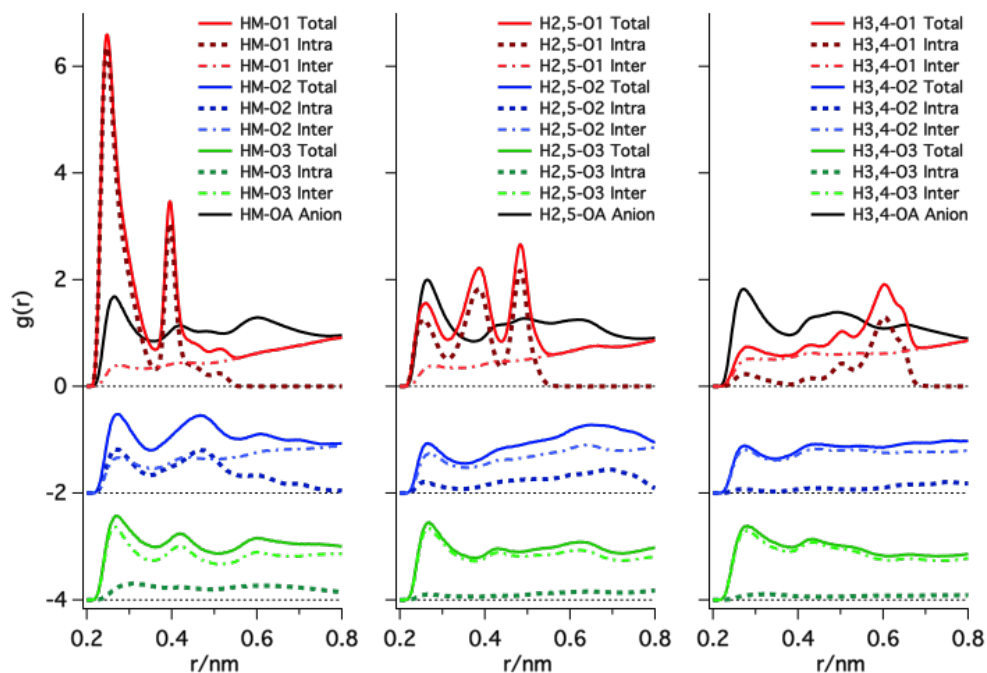 g(r)
6
4
2
0
-2
-4
HM-O1 Total
HM-O1 Intra
HM-O1 Inter
HM-O2 Total
HM-O2 Intra
HM-O2 Inter
HM-O3 Total
HM-O3 Intra
HM-O3 Inter
HM-OA Anion
0.2 0.4 0.6 0.8
r/nm
H2,5-O1 Total
H2,5-O1 Intra
H2,5-O1 Inter
H2,5-O2 Total
H2,5-O2 Intra
H2,5-O2 Inter
H2,5-O3 Total
H2,5-O3 Intra
H2,5-O3 Inter
H2,5-OA Anion
0.2 0.4 0.6 0.8
r/nm
H3,4-O1 Total
H3,4-O1 Intra
H3,4-O1 Inter
H3,4-O2 Total
H3,4-O2 Intra
H3,4-O2 Inter
H3,4-O3 Total
H3,4-O3 Intra
H3,4-O3 Inter
H3,4-OA Anion
0.2 0.4 0.6 0.8
r/nm